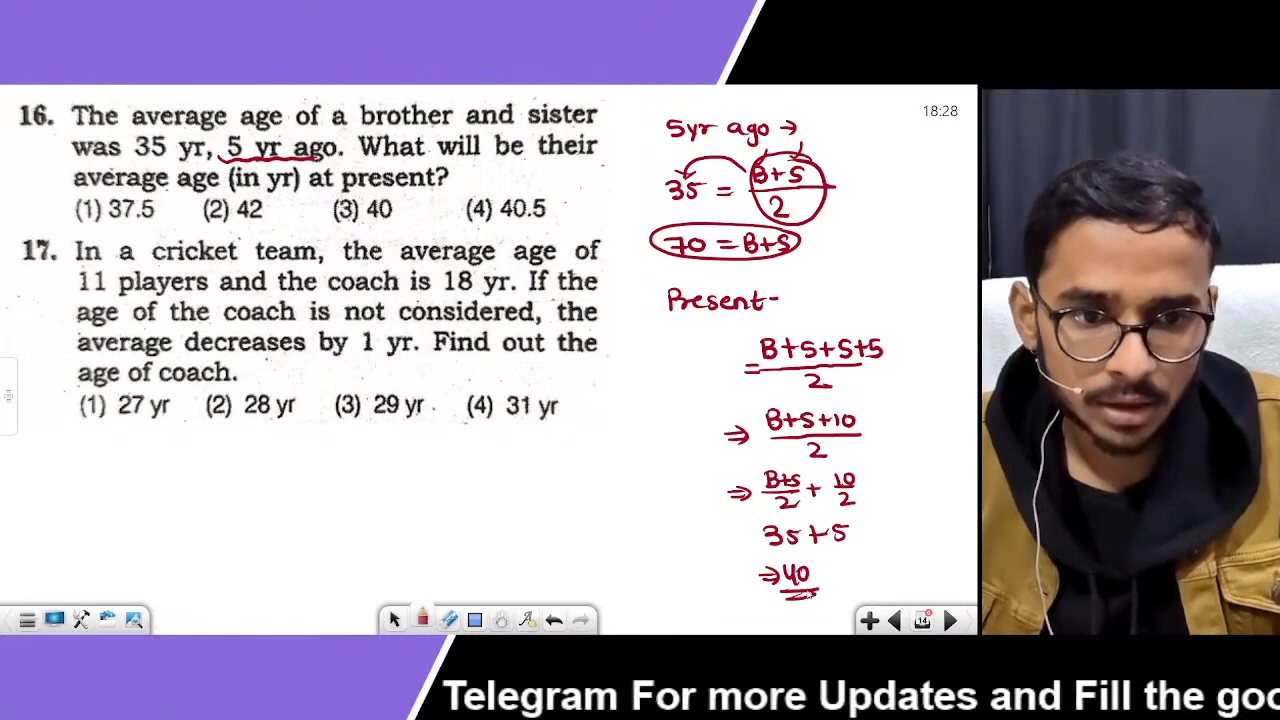 16. The average age of a brother and sister
was 35 yr, 5 yr ago. What will be their
average age (in yr) at present?
(1) 37.5 (2) 42 (3) 40 (4) 40.5
17. In a cricket team, the average age of
11 players and the coach is 18 yr. If the
age of the coach is not considered, the
average decreases by 1 yr. Find out the
age of coach.
(1) 27 yr (2) 28 yr (3) 29 yr. (4) 31 yr
18:28
5yr ago →
35 = B+S
2
70 = B+S
Present-
= B+5+S+5
2
⇒ B+S+10
2
⇒ B+S + 10
2 2
35+5
⇒40
14
Telegram For more Updates and Fill the goo